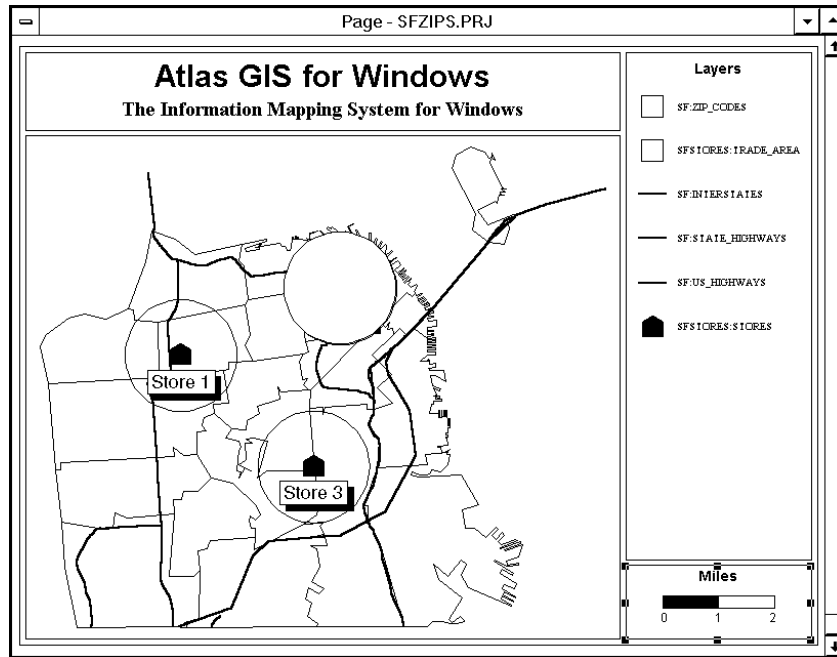 Page - SFZIPS.PRJ
Atlas GIS for Windows
The Information Mapping System for Windows
Layers
SF:ZIP_CODES
SFSTORES:TRADE_AREA
SF:INTERSTATES
SF:STATE_HIGHWAYS
SF:US_HIGHWAYS
SFSTORES:STORES
Store 1
Store 3
Miles
0 1 2